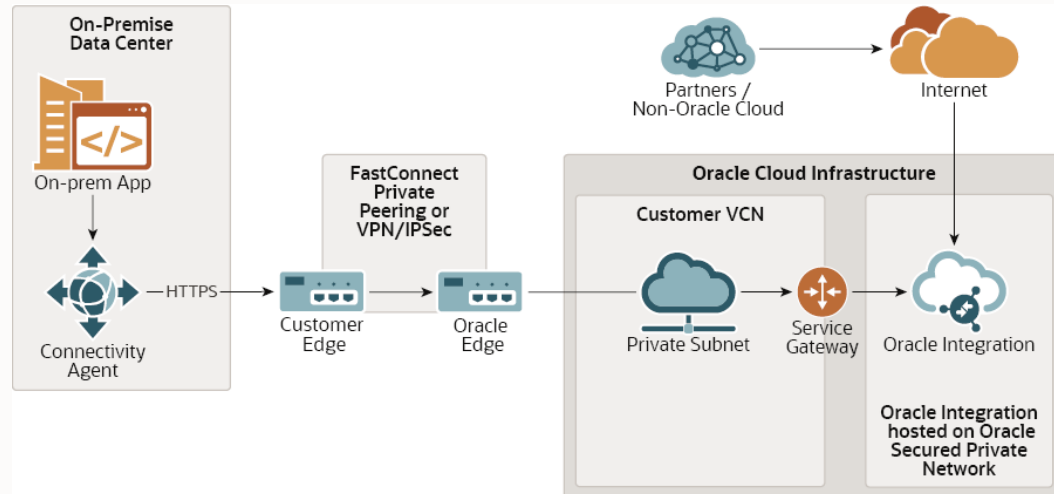 On-Premise
Data Center
On-prem App
HTTPS
Connectivity
Agent
FastConnect
Private
Peering or
VPN/IPSec
Customer
Edge
Oracle
Edge
Partners /
Non-Oracle Cloud
Internet
Oracle Cloud Infrastructure
Customer VCN
Private Subnet
Service
Gateway
Oracle Integration
Oracle Integration
hosted on Oracle
Secured Private
Network